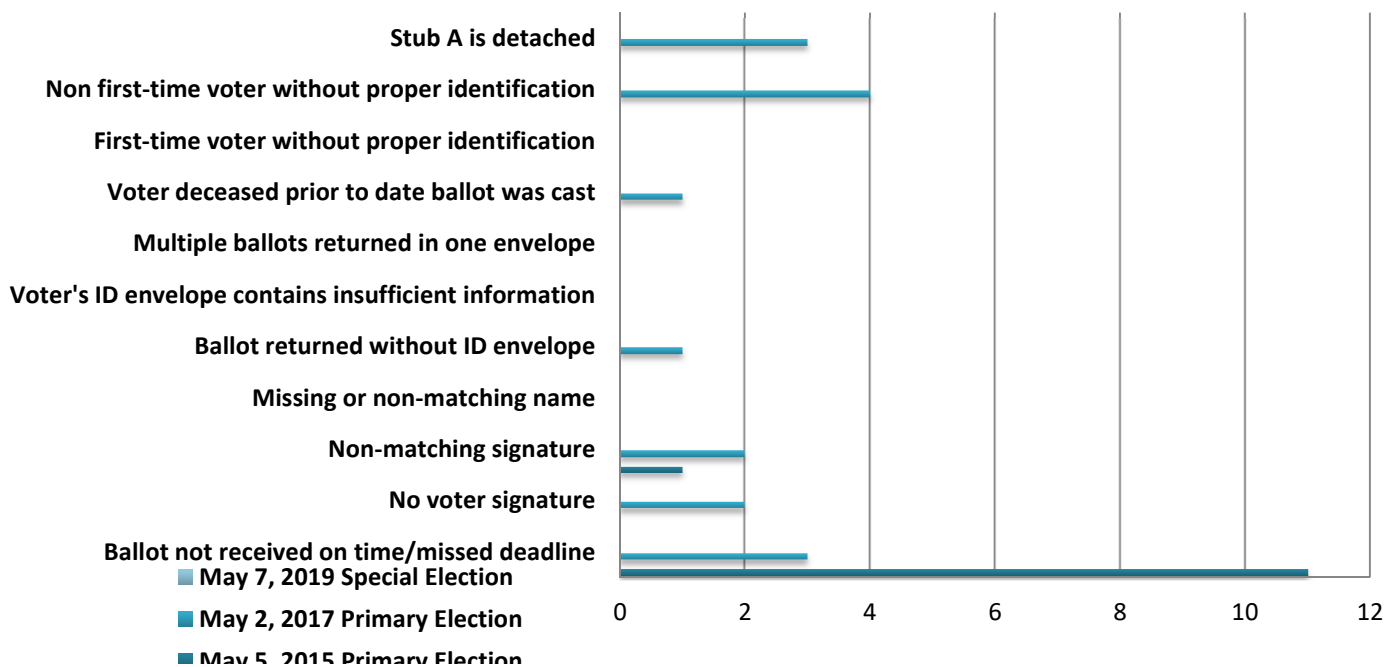 Stub A is detached
Non first-time voter without proper identification
First-time voter without proper identification
Voter deceased prior to date ballot was cast
Multiple ballots returned in one envelope
Voter's ID envelope contains insufficient information
Ballot returned without ID envelope
Missing or non-matching name
Non-matching signature
No voter signature
Ballot not received on time/missed deadline
May 7, 2019 Special Election
May 2, 2017 Primary Election
May 5, 2015 Primary Election
0 2 4 6 8 10 12